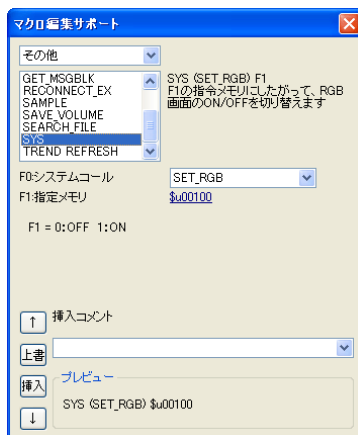 マクロ編集サポート
その他
GET_MSGBLK
RECONNECT_EX
SAMPLE
SAVE_VOLUME
SEARCH_FILE
SYS
TREND REFRESH
SYS (SET_RGB) F1
F1の指令メモリにしたがって、RGB
画面のON/OFFを切り替えます
F0:システムコール
SET_RGB
F1:指定メモリ
$u00100
F1 = 0:OFF 1:ON
↑
挿入コメント
上書
挿入
プレビュー
SYS (SET_RGB) $u00100
↓